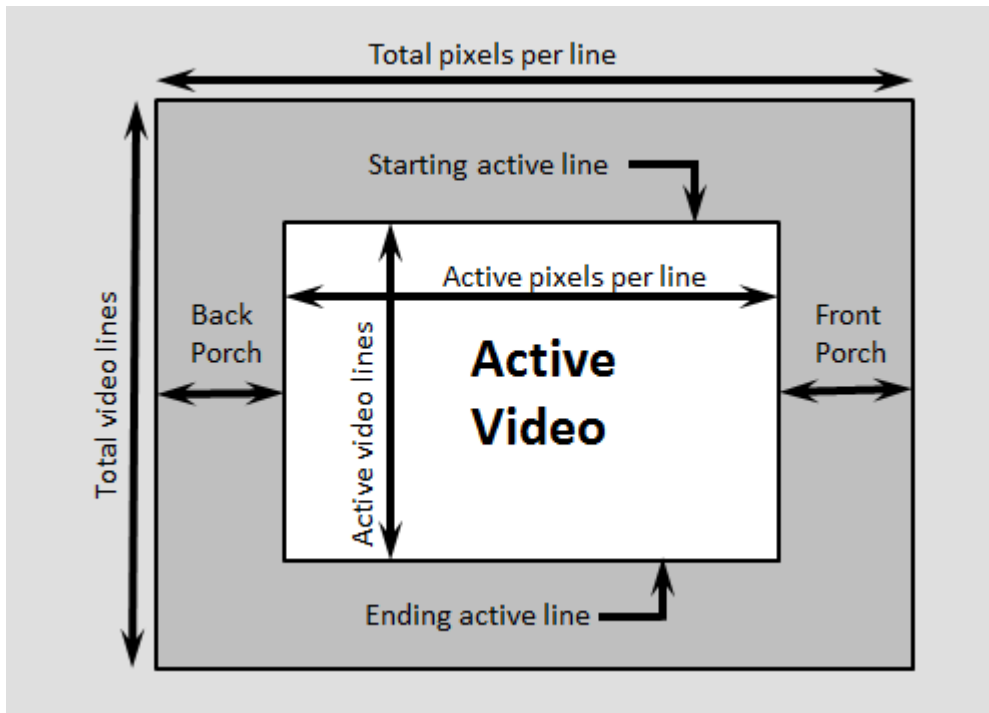 Total pixels per line
Starting active line
Active pixels per line
Back
Porch
Front
Porch
Total video lines
Active video lines
Active
Video
Ending active line